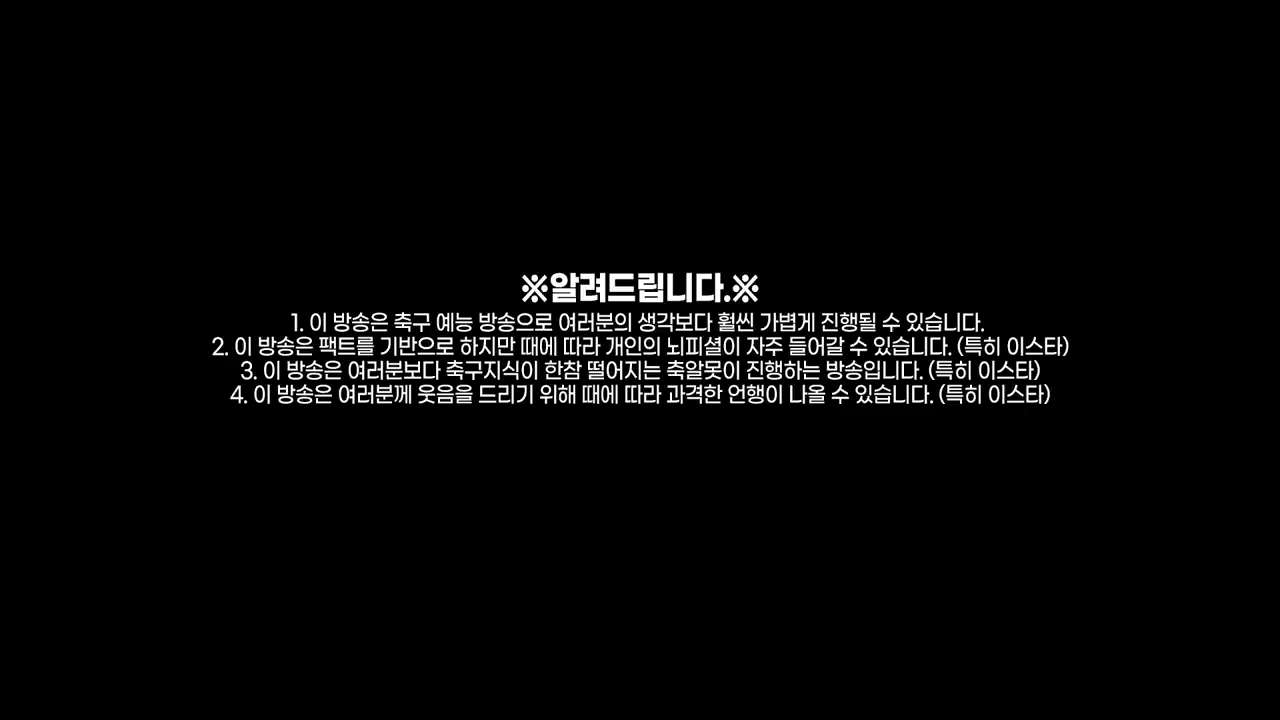 ※알려드립니다.※
1. 이 방송은 축구 예능 방송으로 여러분의 생각보다 훨씬 가볍게 진행될 수 있습니다.
2. 이 방송은 팩트를 기반으로 하지만 때에 따라 개인의 뇌피셜이 자주 들어갈 수 있습니다. (특히 이스타)
3. 이 방송은 여러분보다 축구지식이 한참 떨어지는 축알못이 진행하는 방송입니다. (특히 이스타)
4. 이 방송은 여러분께 웃음을 드리기 위해 때에 따라 과격한 언행이 나올 수 있습니다. (특히 이스타)